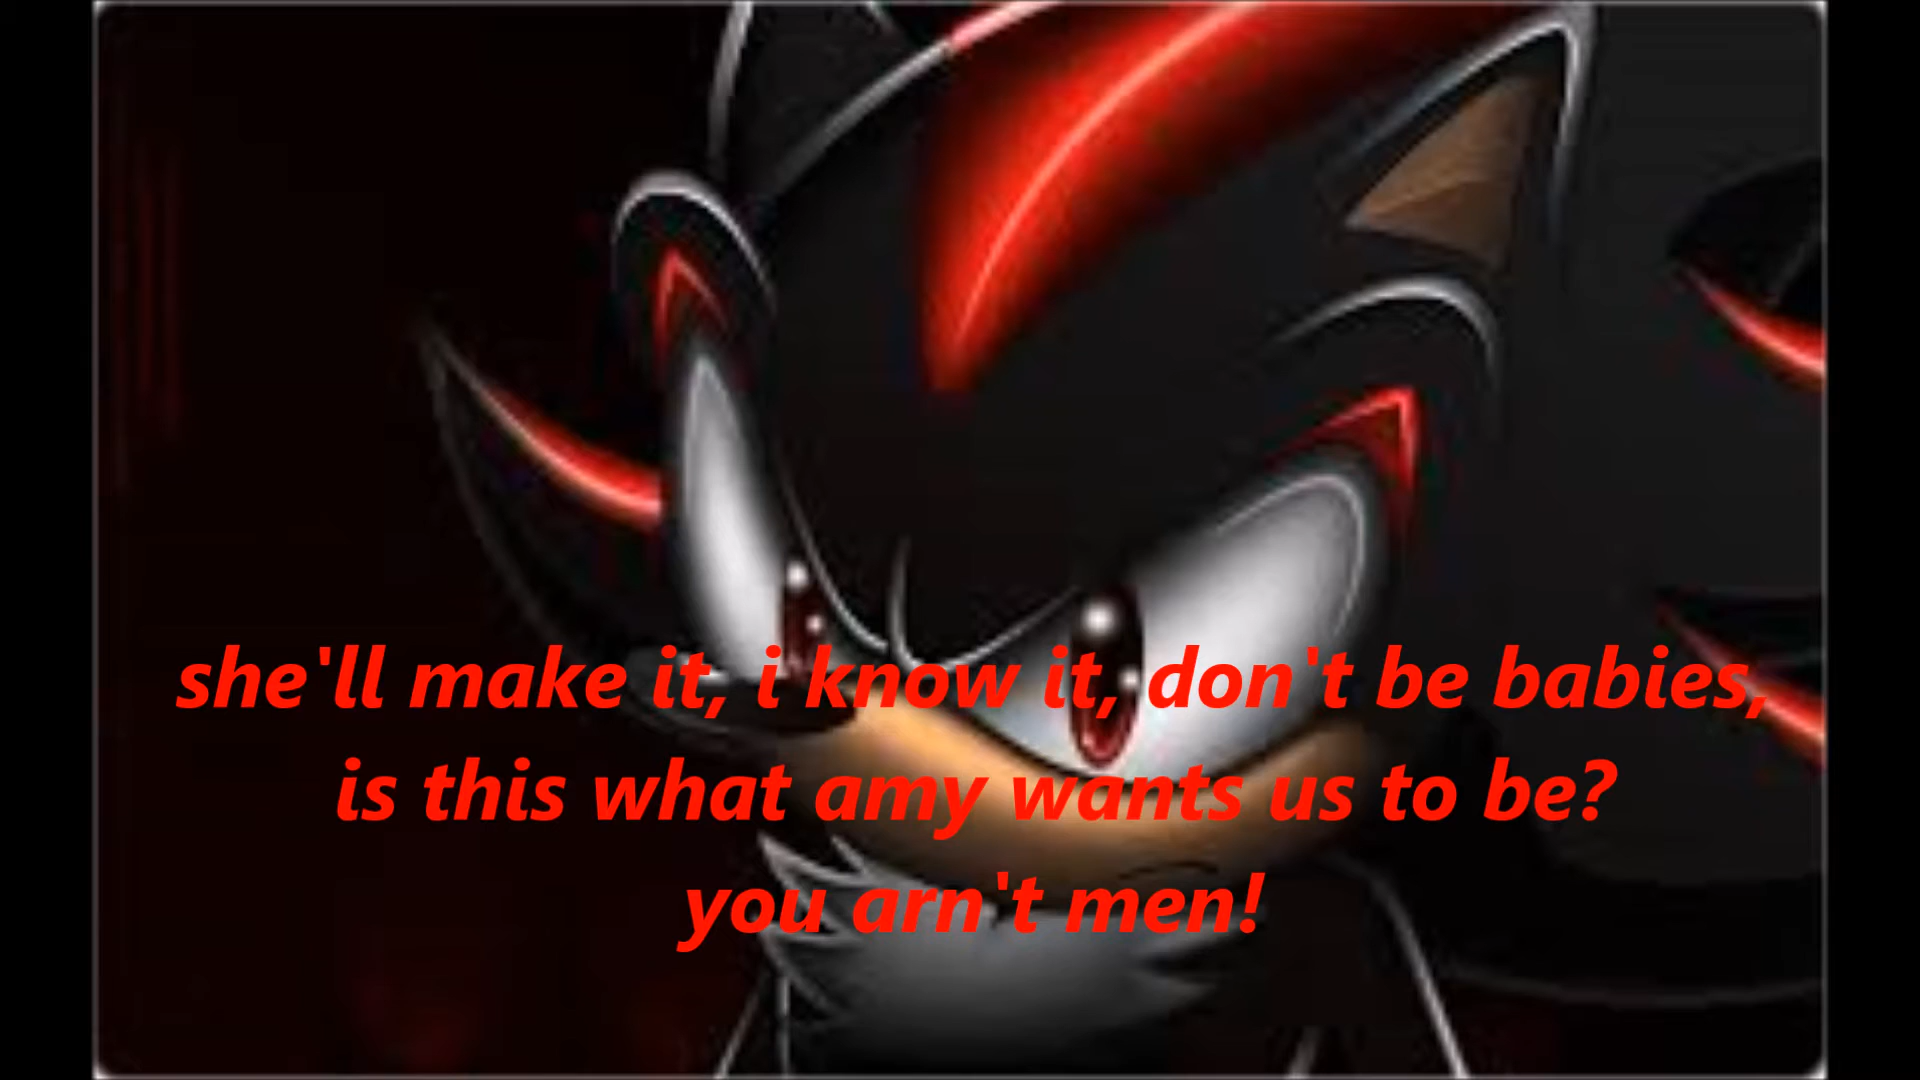 she'll make it, i know it, don't be babies,
is this what amy wants us to be?
you arn't men!